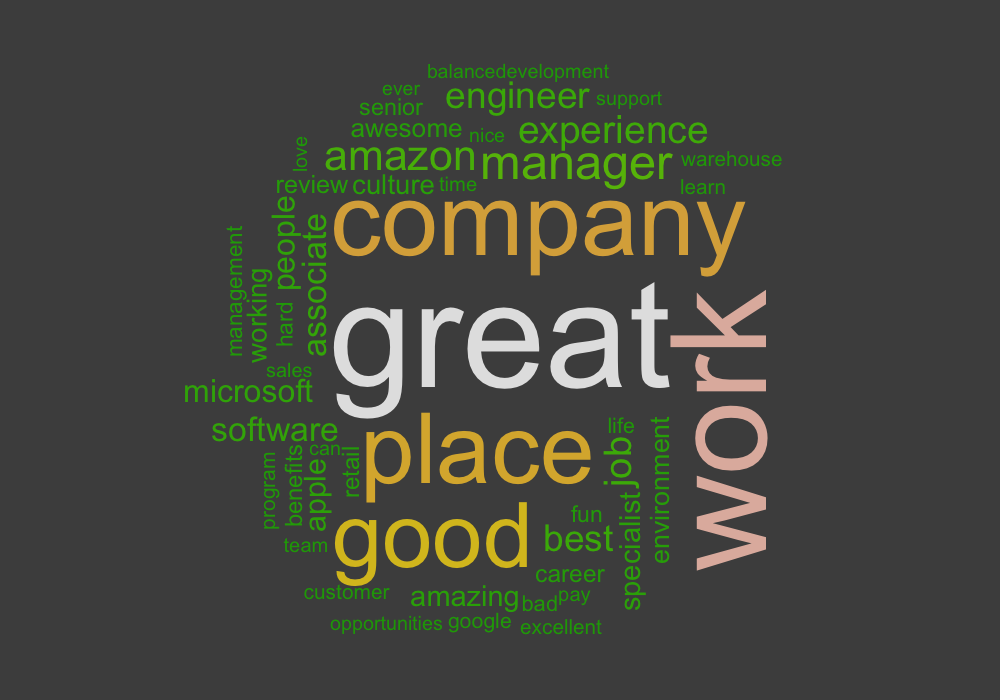 balance development
ever engineer support
senior
awesome nice experience
love amazon manager warehouse
review culture time learn
company
people
associate
management
working
hard
great
work
sales
microsoft
software
place
can
life
job
environment
program
benefits
apple
retail
good
fun
best
specialist
team
career
customer amazing bad pay
opportunities google excellent